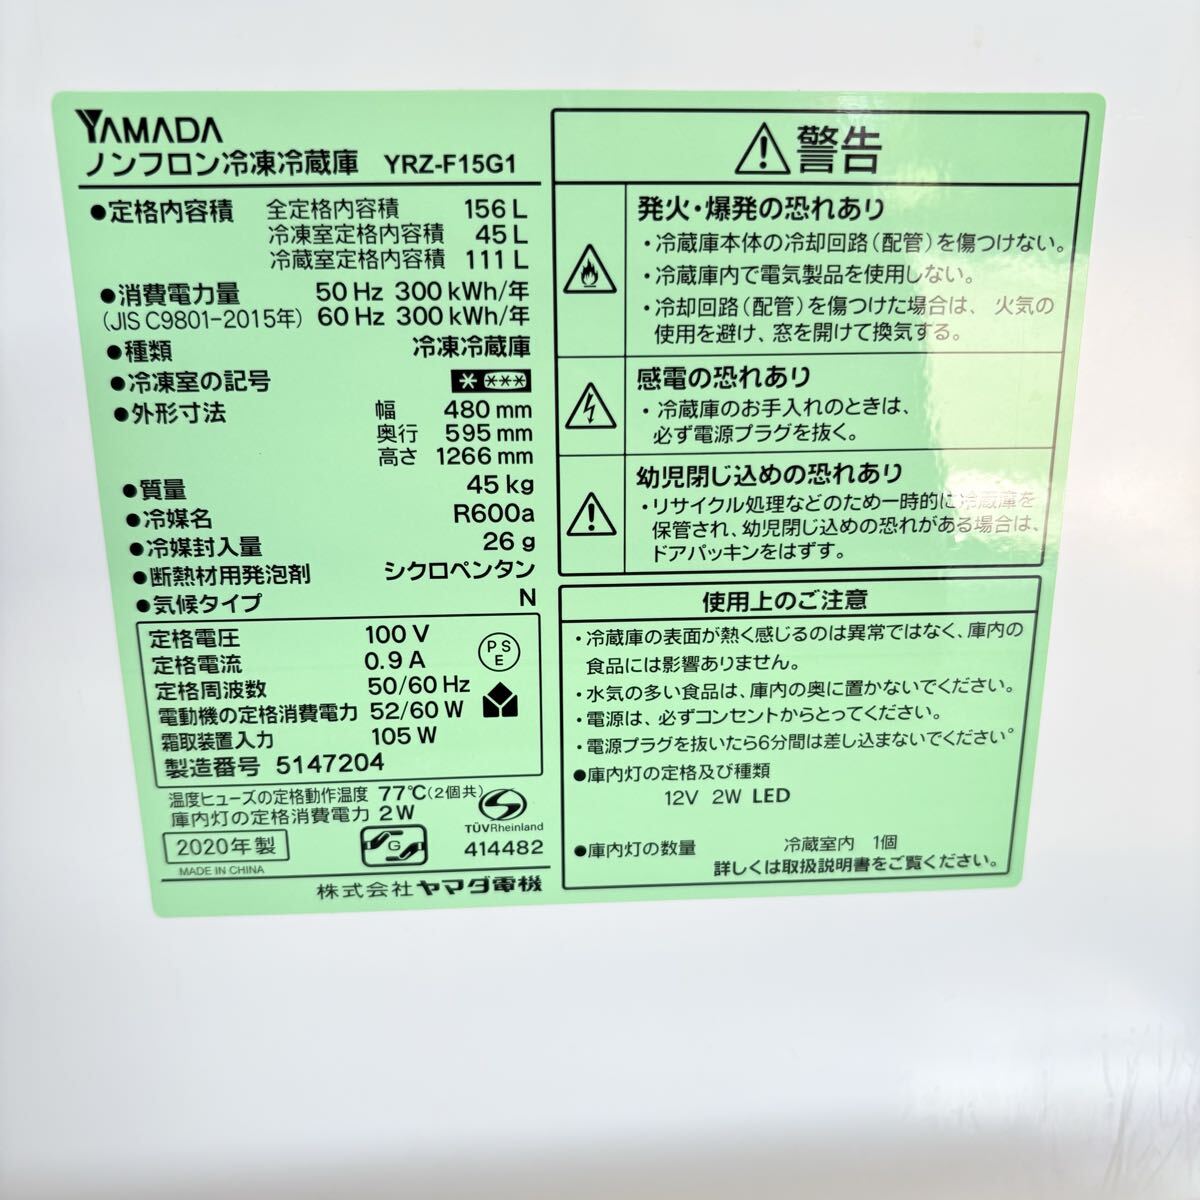 YAMADA
ノンフロン冷凍冷蔵庫 YRZ-F15G1
●定格内容積 全定格内容積 156 L
冷凍室定格内容積 45 L
冷蔵室定格内容積 111 L
●消費電力量 50 Hz 300 kWh/年
(JIS C9801-2015年) 60 Hz 300 kWh/年
●種類 冷凍冷蔵庫
●冷凍室の記号 * ***
●外形寸法 幅 480 mm
奥行 595 mm
高さ 1266 mm
●質量 45 kg
●冷媒名 R600a
●冷媒封入量 26 g
●断熱材用発泡剤 シクロペンタン
●気候タイプ N
定格電圧 100 V
定格電流 0.9 A
定格周波数 50/60 Hz
電動機の定格消費電力 52/60 W
霜取装置入力 105 W
製造番号 5147204
PS
E
温度ヒューズの定格動作温度 77℃(2個共)
庫内灯の定格消費電力 2 W
TÜVRheinland
2020年製
G
414482
MADE IN CHINA
株式会社ヤマダ電機
警告
発火・爆発の恐れあり
・冷蔵庫本体の冷却回路(配管)を傷つけない。
・冷蔵庫内で電気製品を使用しない。
・冷却回路(配管)を傷つけた場合は、火気の
使用を避け、窓を開けて換気する。
感電の恐れあり
・冷蔵庫のお手入れのときは、
必ず電源プラグを抜く。
幼児閉じ込めの恐れあり
・リサイクル処理などのため一時的に冷蔵庫を
保管され、幼児閉じ込めの恐れがある場合は、
ドアパッキンをはずす。
使用上のご注意
・冷蔵庫の表面が熱く感じるのは異常ではなく、庫内の
食品には影響ありません。
・水気の多い食品は、庫内の奥に置かないでください。
・電源は、必ずコンセントからとってください。
・電源プラグを抜いたら6分間は差し込まないでください。
●庫内灯の定格及び種類
12V 2W LED
●庫内灯の数量 冷蔵室内 1個
詳しくは取扱説明書をご覧ください。